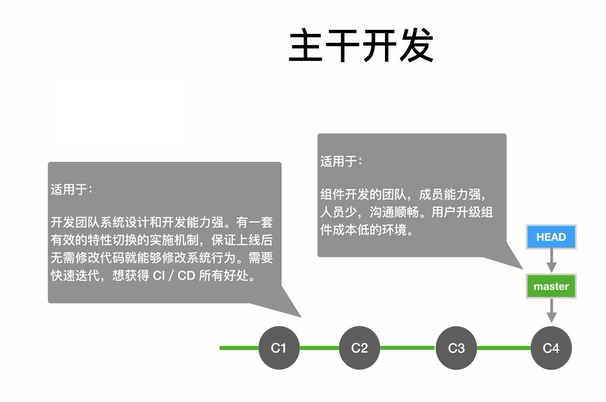 主干开发
适用于：
组件开发的团队，成员能力强，
人员少，沟通顺畅。用户升级组
件成本低的环境。
适用于：
开发团队系统设计和开发能力强。有一套
有效的特性切换的实施机制，保证上线后
无需修改代码就能够修改系统行为。需要
快速迭代，想获得 CI / CD 所有好处。
HEAD
master
C1
C2
C3
C4